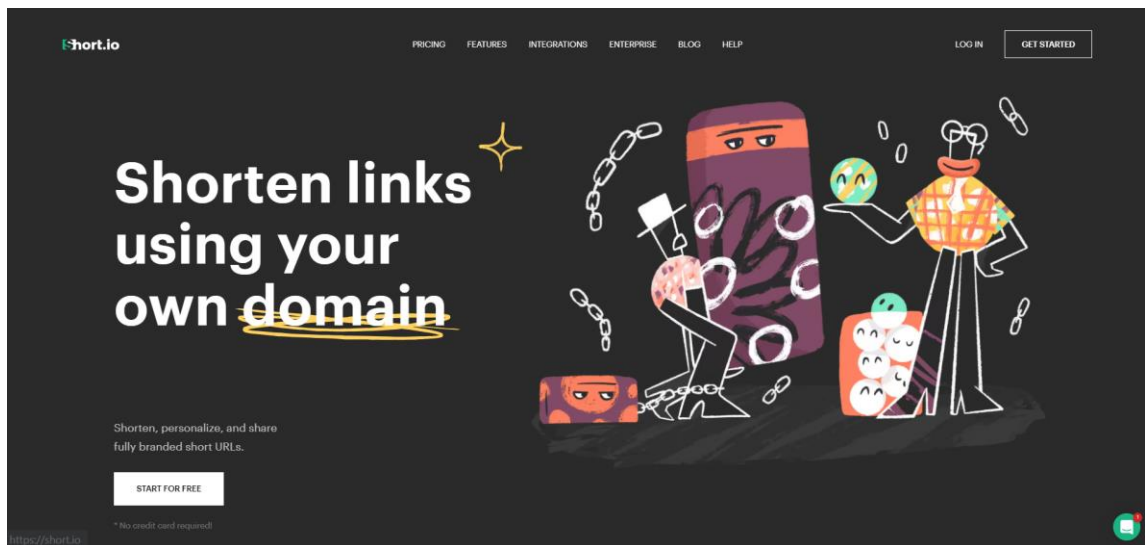 Short.io
PRICING FEATURES INTEGRATIONS ENTERPRISE BLOG HELP
LOG IN GET STARTED
Shorten links
using your
own domain
Shorten, personalize, and share
fully branded short URLs.
START FOR FREE
* No credit card required!
https://short.io
1